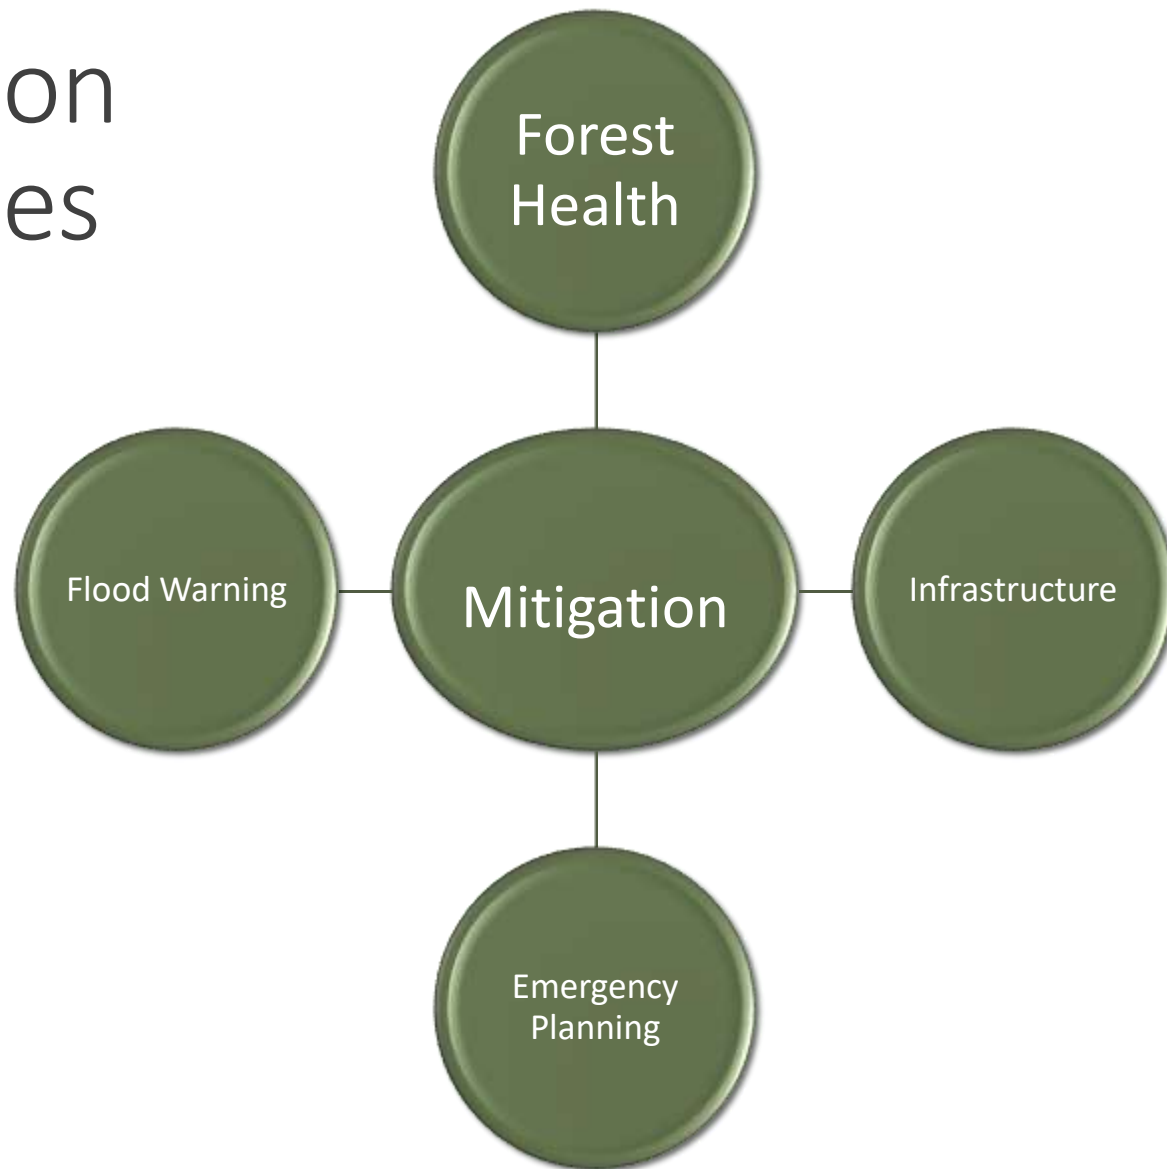 on
es
Forest
Health
Flood Warning
Mitigation
Infrastructure
Emergency
Planning